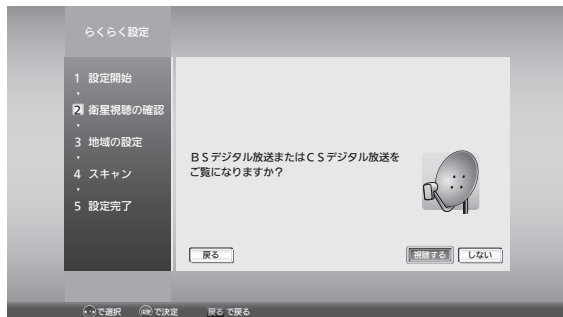 らくらく設定
1 設定開始
2 衛星視聴の確認
3 地域の設定
4 スキャン
5 設定完了
BSデジタル放送またはCSデジタル放送を
ご覧になりますか?
戻る
視聴する
しない
で選択 決定 で決定 戻る で戻る